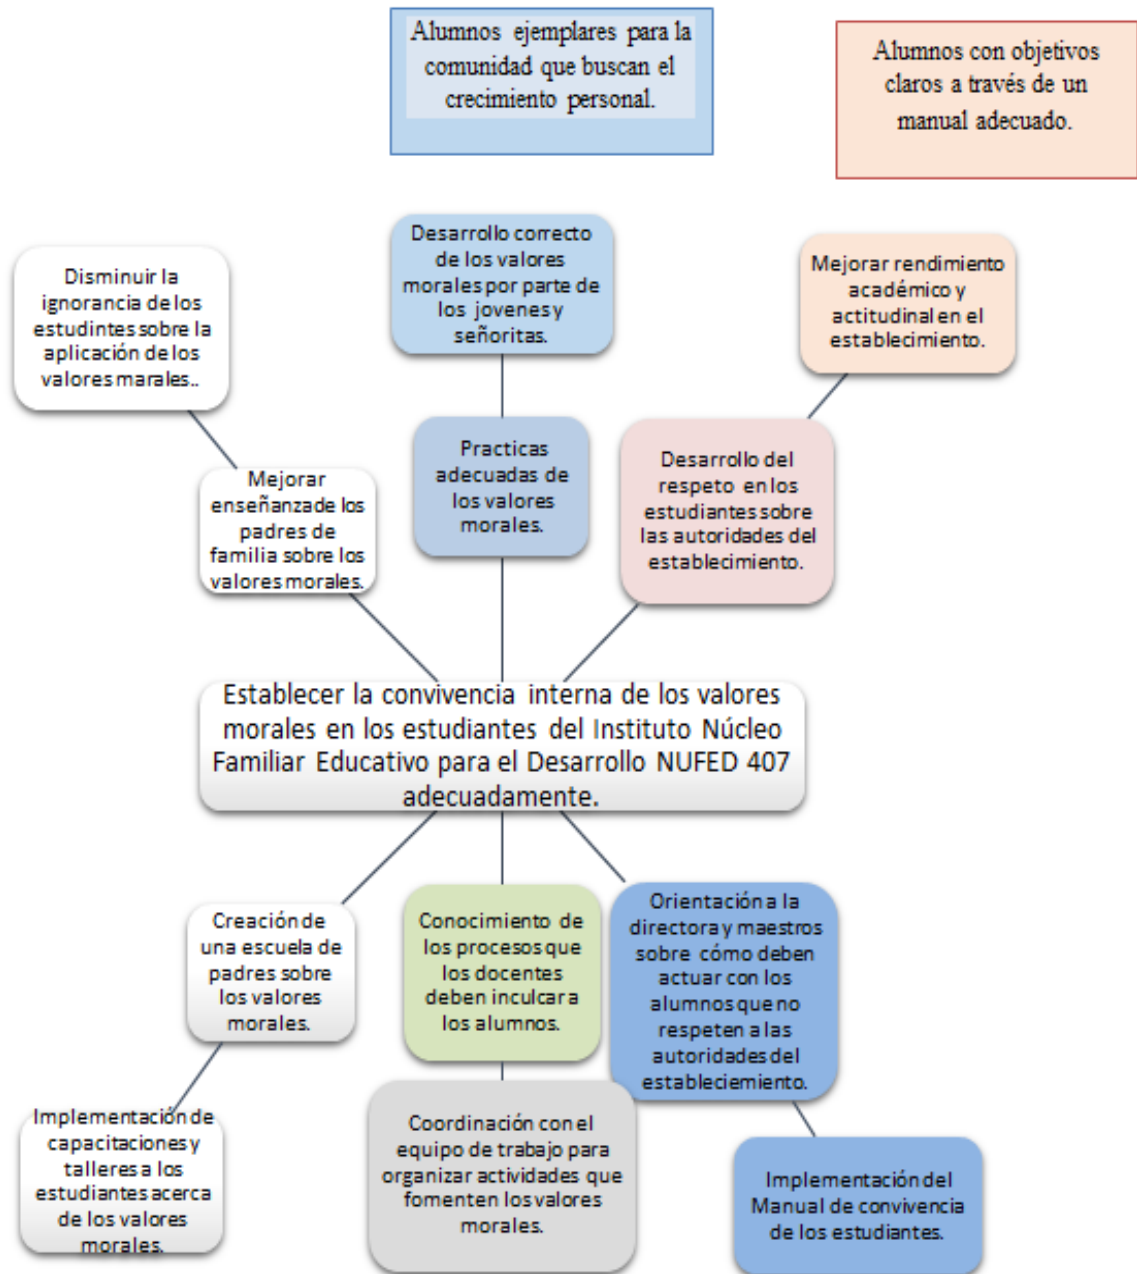 Alumnos ejemplares para la
comunidad que buscan el
crecimiento personal.
Alumnos con objetivos
claros a través de un
manual adecuado.
Disminuir la
ignorancia de los
estudintes sobre la
aplicación de los
valores marales..
Desarrollo correcto
de los valores
morales por parte de
los jovenes y
señoritas.
Mejorar rendimiento
académico y
actitudinal en el
establecimiento.
Mejorar
enseñanzade los
padres de
familia sobre los
valores morales.
Practicas
adecuadas de
los valores
morales.
Desarrollo del
respeto en los
estudiantes sobre
las autoridades del
establecimiento.
Establecer la convivencia interna de los valores
morales en los estudiantes del Instituto Núcleo
Familiar Educativo para el Desarrollo NUFED 407
adecuadamente.
Creación de
una escuela de
padres sobre
los valores
morales.
Conocimiento de
los procesos que
los docentes
deben inculcar a
los alumnos.
Orientación a la
directora y maestros
sobre cómo deben
actuar con los
alumnos que no
respeten a las
autoridades del
estableciemiento.
Implementación de
capacitaciones y
talleres a los
estudiantes acerca
de los valores
morales.
Coordinación con el
equipo de trabajo para
organizar actividades que
fomenten los valores
morales.
Implementación del
Manual de convivencia
de los estudiantes.